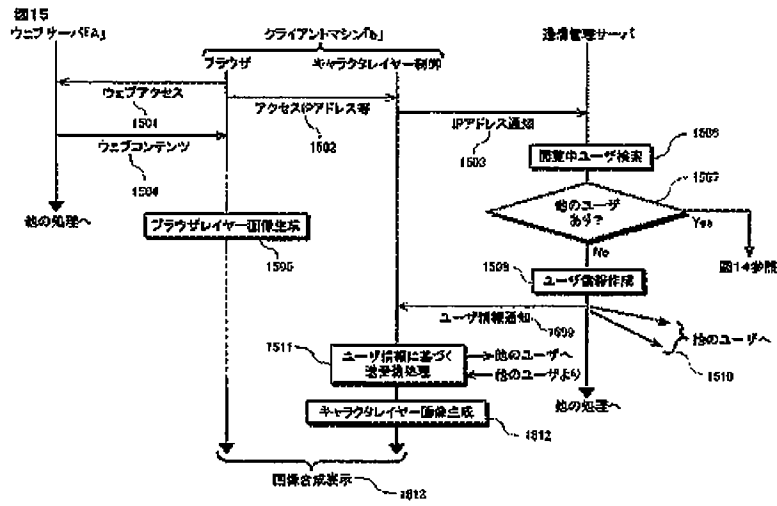 図15
ウェブサーバ「A」
クライアントマシン「b」
ブラウザ
キャラクタレイヤー制御
連携管理サーバ
ウェブアクセス
1501
アクセスIPアドレス等
1502
IPアドレス通知
1503
ウェブコンテンツ
1504
他の処理へ
ブラウザレイヤー画像生成
1505
閲覧中ユーザ検索
1506
他のユーザ
あり?
1507
Yes
No
図14参照
1508
ユーザ情報作成
ユーザ情報通知
1509
他のユーザへ
1510
1511
ユーザ情報に基づく
送受信処理
他のユーザへ
他のユーザより
他の処理へ
キャラクタレイヤー画像生成
1512
画像合成表示
1513